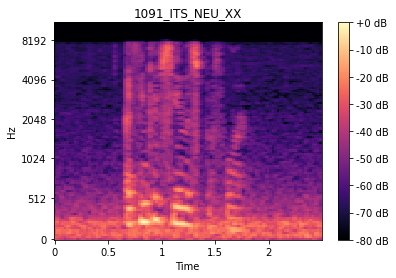 1091_ITS_NEU_XX
+0 dB
8192
-10 dB
4096
-20 dB
-30 dB
2048
-40 dB
Hz
1024
-50 dB
-60 dB
512
-70 dB
0
-80 dB
0 0.5 1 1.5 2
Time